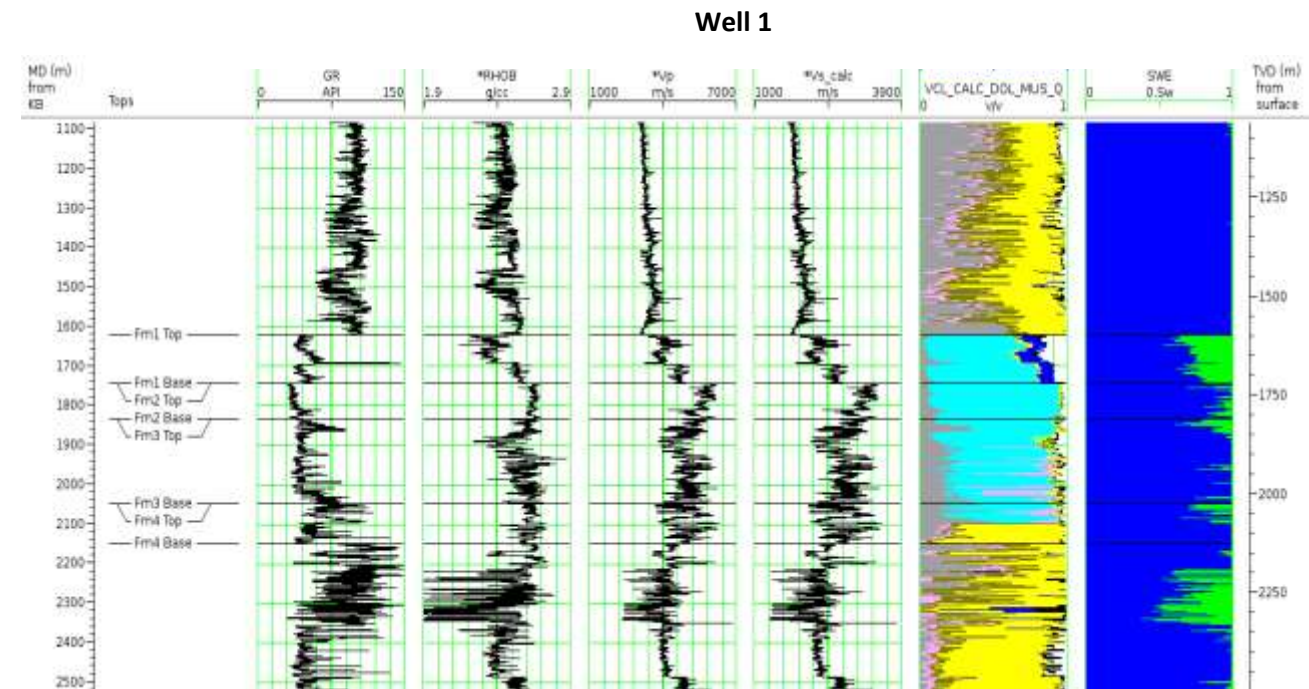 Well 1
MD (m) from KB
Tops
GR
0 API 150
*RHOB
1.9 g/cc 2.9
*Vp
1000 m/s 7000
*Vs_calc
1000 m/s 3900
VCL_CALC_DOL_MUS_Q
0 v/v 1
SWE
0 0.5w 1
TVD (m) from surface
1100
1200
1250
1300
1400
1500
1500
1600
Fm1 Top
1700
Fm1 Base
1750
Fm2 Top
1800
Fm2 Base
Fm3 Top
1900
2000
2000
Fm3 Base
Fm4 Top
2100
Fm4 Base
2200
2250
2300
2400
2500